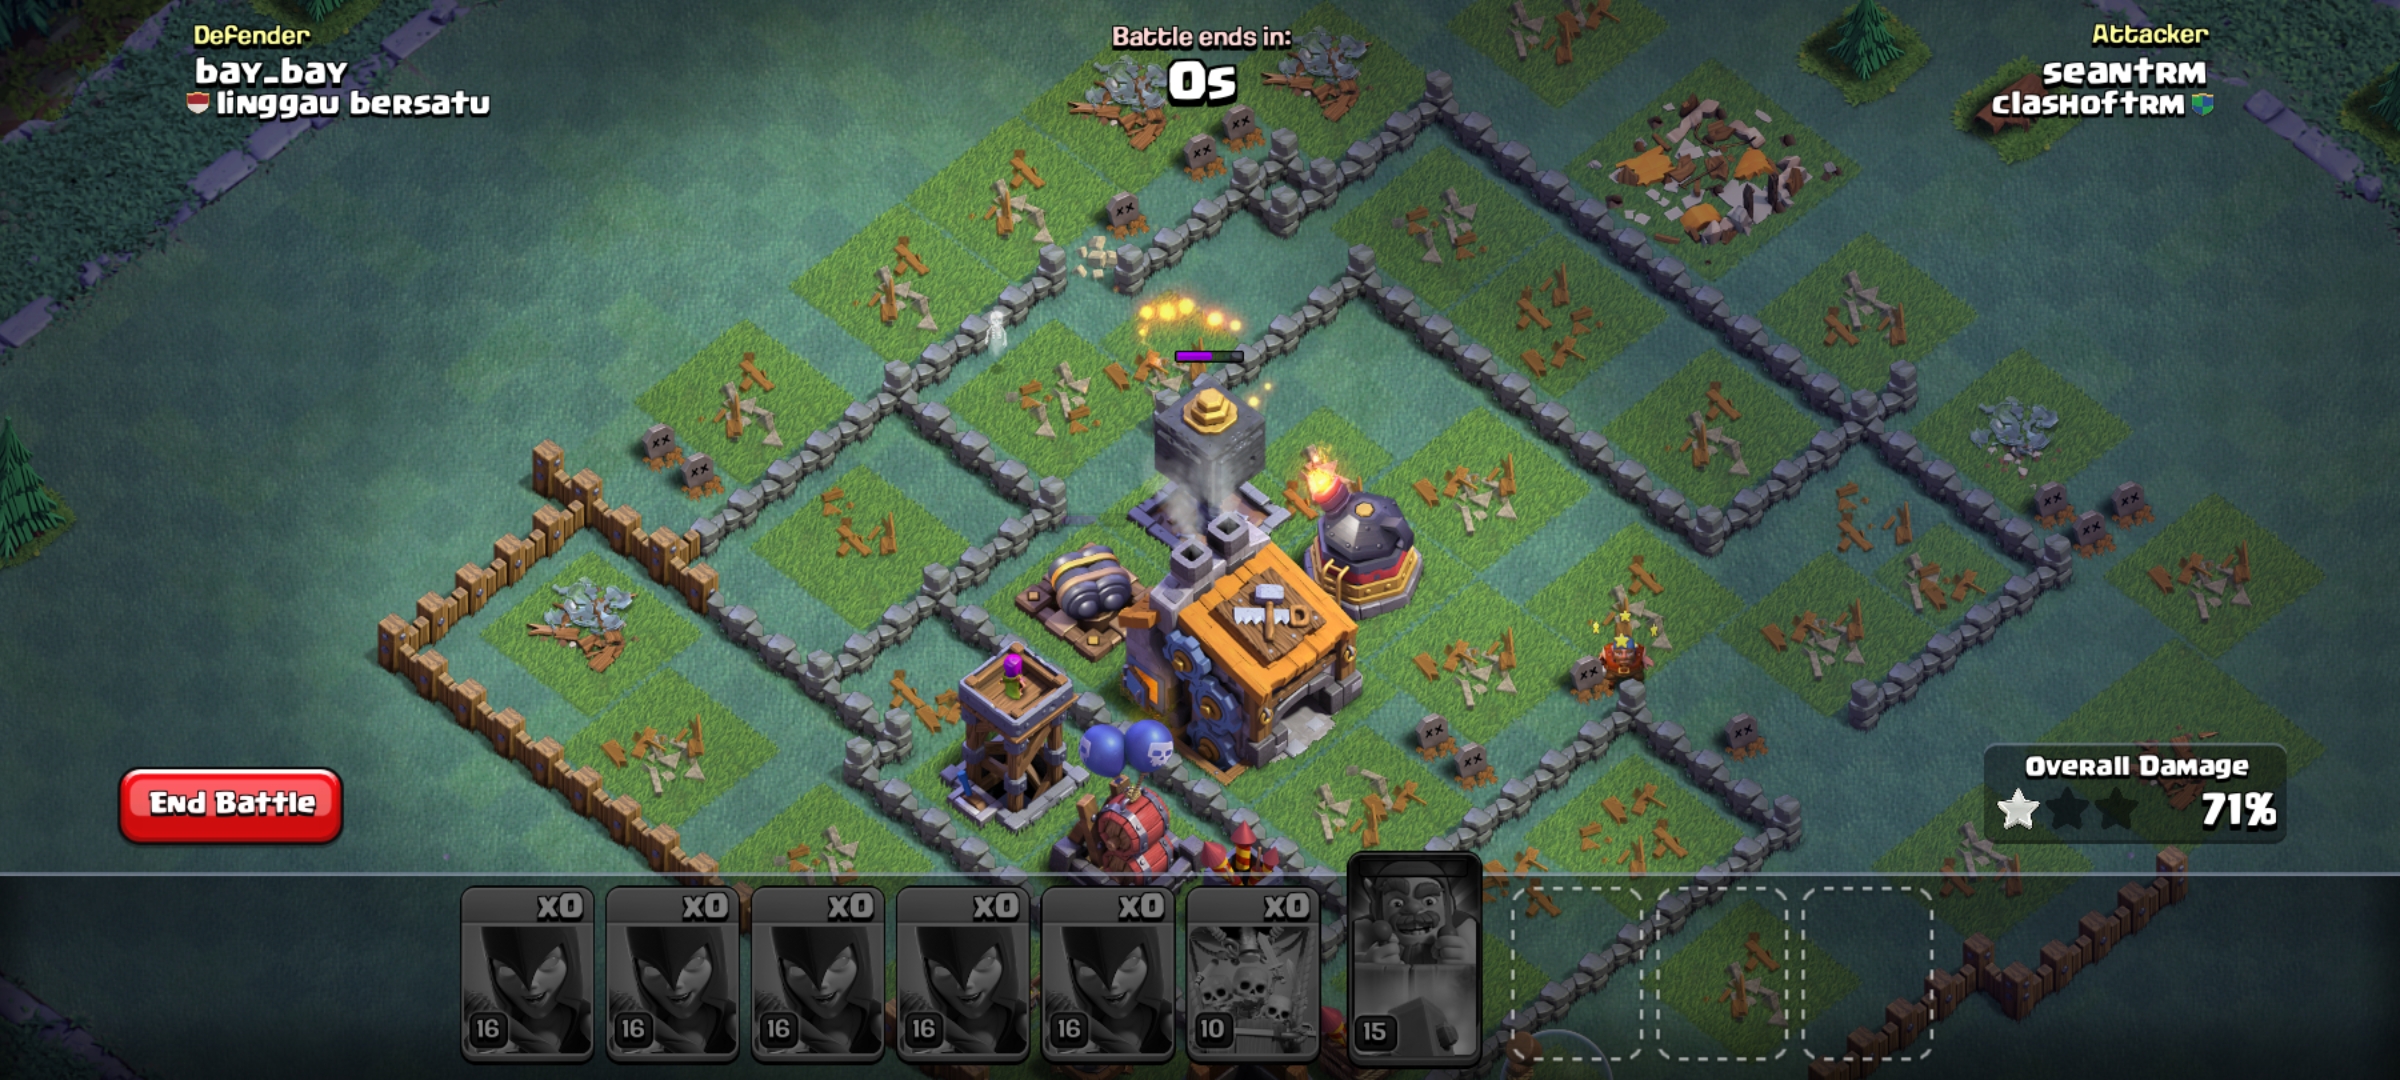 Defender
bay_bay
linggau bersatu
Battle ends in:
0s
Attacker
seantRM
clashoftRM
End Battle
Overall Damage
71%
x0
x0
x0
x0
x0
x0
16
16
16
16
16
10
15